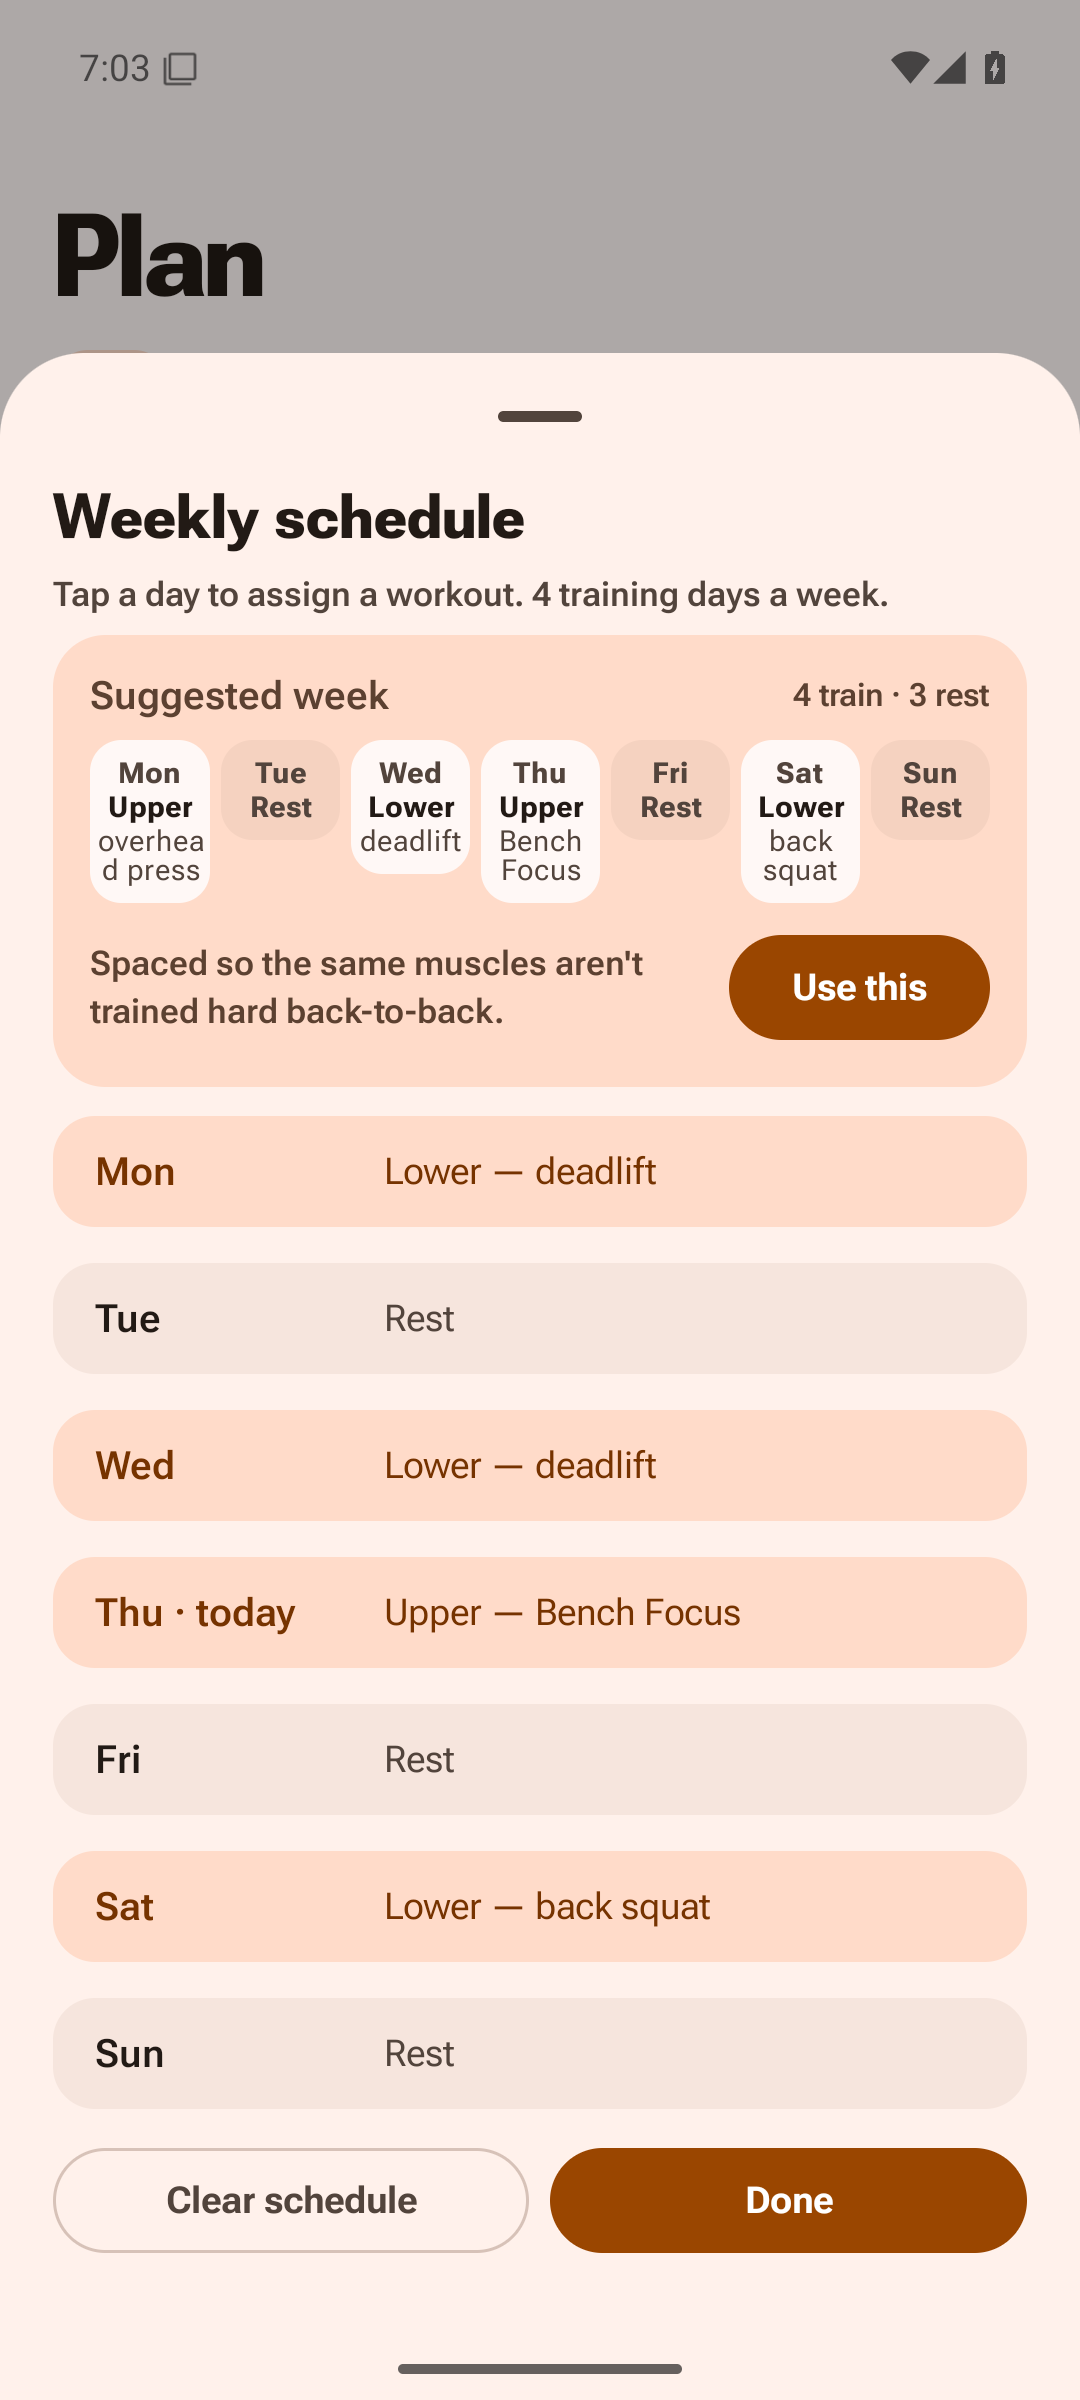 7:03
Plan
Weekly schedule
Tap a day to assign a workout. 4 training days a week.
Suggested week
4 train · 3 rest
Mon
Upper
overhea
d press
Tue
Rest
Wed
Lower
deadlift
Thu
Upper
Bench
Focus
Fri
Rest
Sat
Lower
back
squat
Sun
Rest
Spaced so the same muscles aren't
trained hard back-to-back.
Use this
Mon Lower — deadlift
Tue Rest
Wed Lower — deadlift
Thu · today Upper — Bench Focus
Fri Rest
Sat Lower — back squat
Sun Rest
Clear schedule
Done